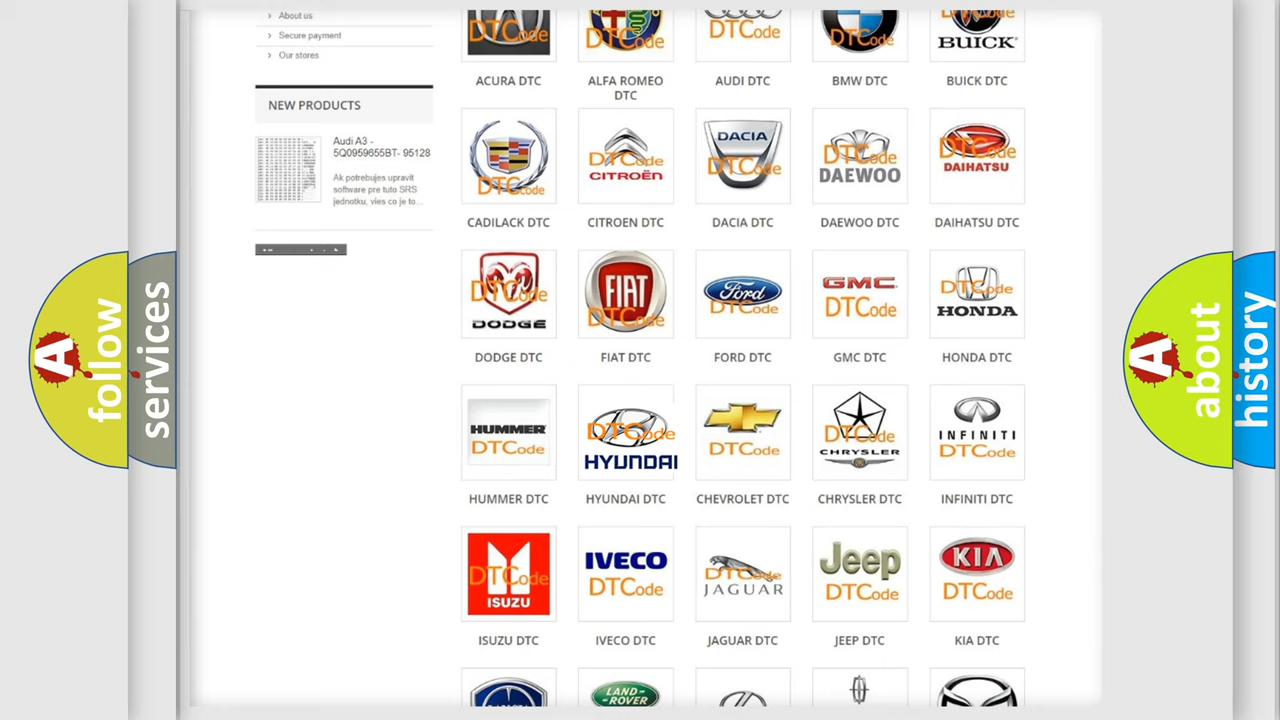 About us
Secure payment
Our stores
NEW PRODUCTS
Audi A3 -
5Q0959655BT- 95128
Ak potrebujes upravit
software pre tuto SRS
jednotku, vies co je to...
DTCode
DTCode
DTCode
DTCode
BUICK
ACURA DTC
ALFA ROMEO
DTC
AUDI DTC
BMW DTC
BUICK DTC
DTCode
DTCode
CITROËN
DACIA
DTCode
DTCode
DAEWOO
DTCode
DAIHATSU
CADILACK DTC
CITROEN DTC
DACIA DTC
DAEWOO DTC
DAIHATSU DTC
DTCode
DODGE
FIAT
DTCode
Ford
DTCode
GMC
DTCode
DTCode
HONDA
DODGE DTC
FIAT DTC
FORD DTC
GMC DTC
HONDA DTC
HUMMER
DTCode
DTCode
HYUNDAI
DTCode
DTCode
CHRYSLER
INFINITI
DTCode
HUMMER DTC
HYUNDAI DTC
CHEVROLET DTC
CHRYSLER DTC
INFINITI DTC
DTCode
ISUZU
IVECO
DTCode
DTCode
JAGUAR
Jeep
DTCode
KIA
DTCode
ISUZU DTC
IVECO DTC
JAGUAR DTC
JEEP DTC
KIA DTC
LAND-
ROVER
A
follow
services
A
about
history